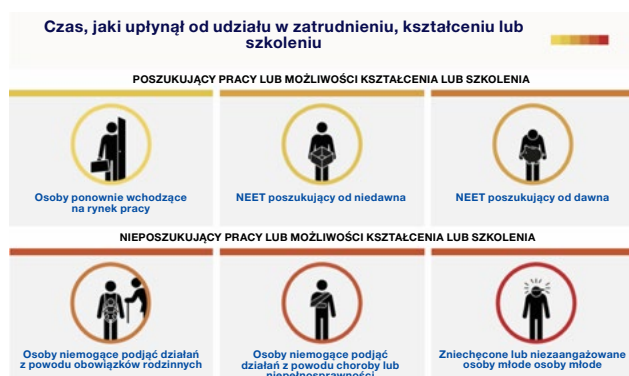 Czas, jaki upłynął od udziału w zatrudnieniu, kształceniu lub
szkoleniu
POSZUKUJĄCY PRACY LUB MOŻLIWOŚCI KSZTAŁCENIA LUB SZKOLENIA
Osoby ponownie wchodzące
na rynek pracy
NEET poszukujący od niedawna
NEET poszukujący od dawna
NIEPOSZUKUJĄCY PRACY LUB MOŻLIWOŚCI KSZTAŁCENIA LUB SZKOLENIA
Osoby niemogące podjąć działań
z powodu obowiązków rodzinnych
Osoby niemogące podjąć
działań z powodu choroby lub
niepełnosprawności
Zniechęcone lub niezaangażowane
osoby młode osoby młode